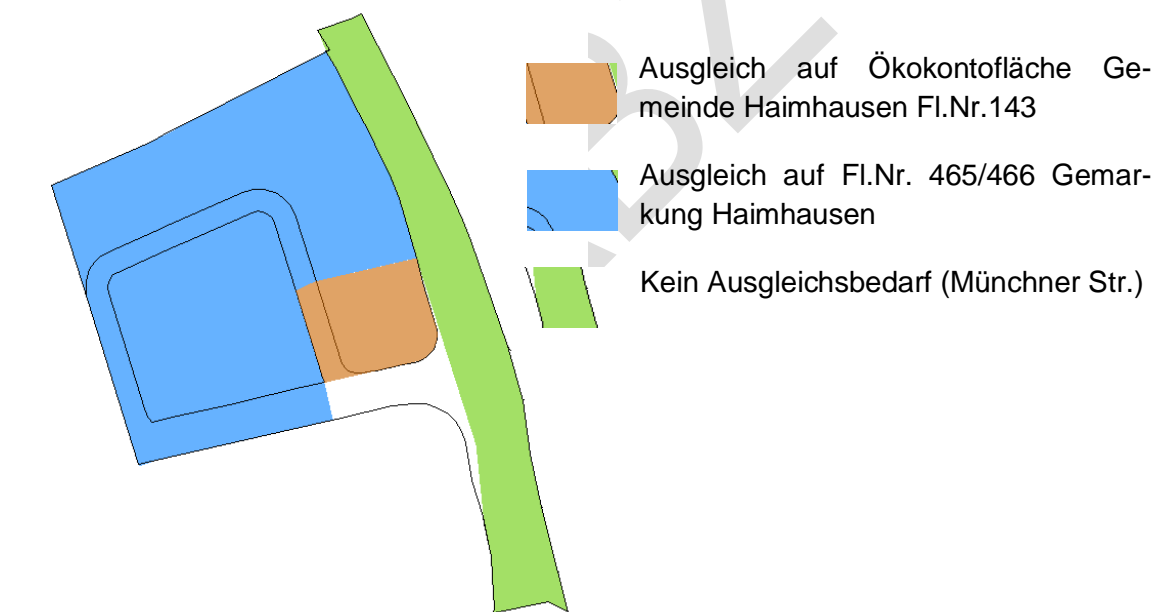 Ausgleich auf Ökokontofläche Ge-
meinde Haimhausen Fl.Nr.143
Ausgleich auf Fl.Nr. 465/466 Gemar-
kung Haimhausen
Kein Ausgleichsbedarf (Münchner Str.)